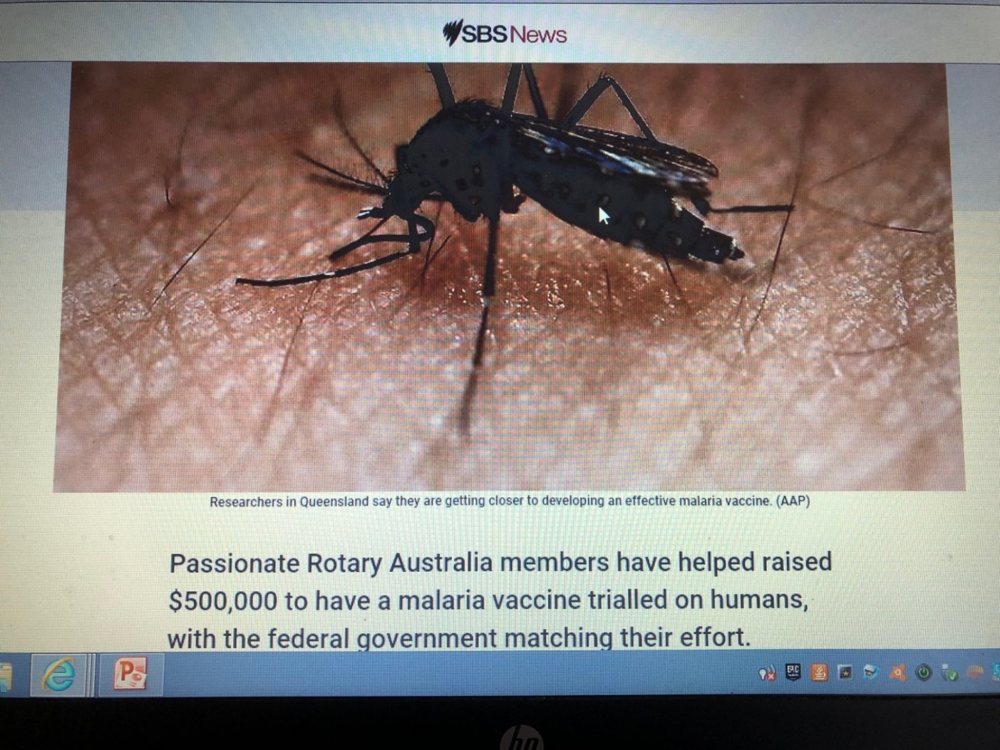 SBS News
Researchers in Queensland say they are getting closer to developing an effective malaria vaccine. (AAP)
Passionate Rotary Australia members have helped raised
$500,000 to have a malaria vaccine trialled on humans,
with the federal government matching their effort.
EPIC
hp